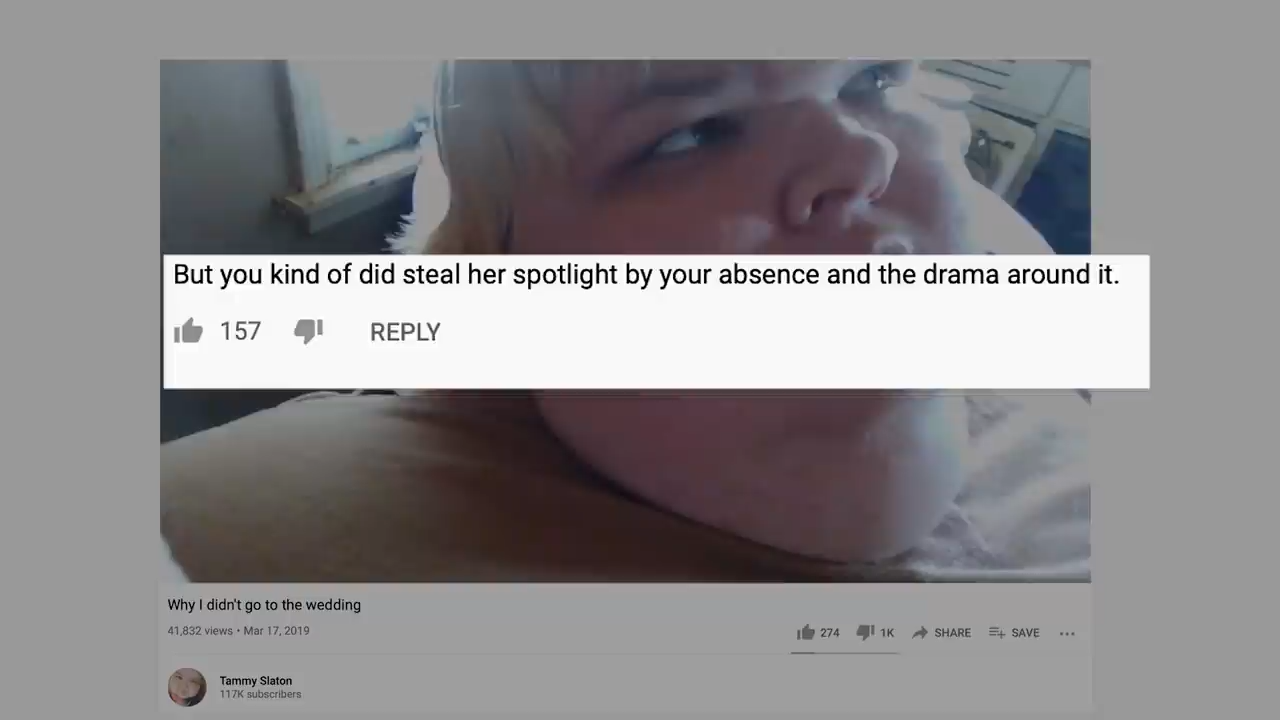 But you kind of did steal her spotlight by your absence and the drama around it.
157 REPLY
Why I didn't go to the wedding
41,832 views • Mar 17, 2019
274 1K SHARE SAVE
Tammy Slaton
117K subscribers